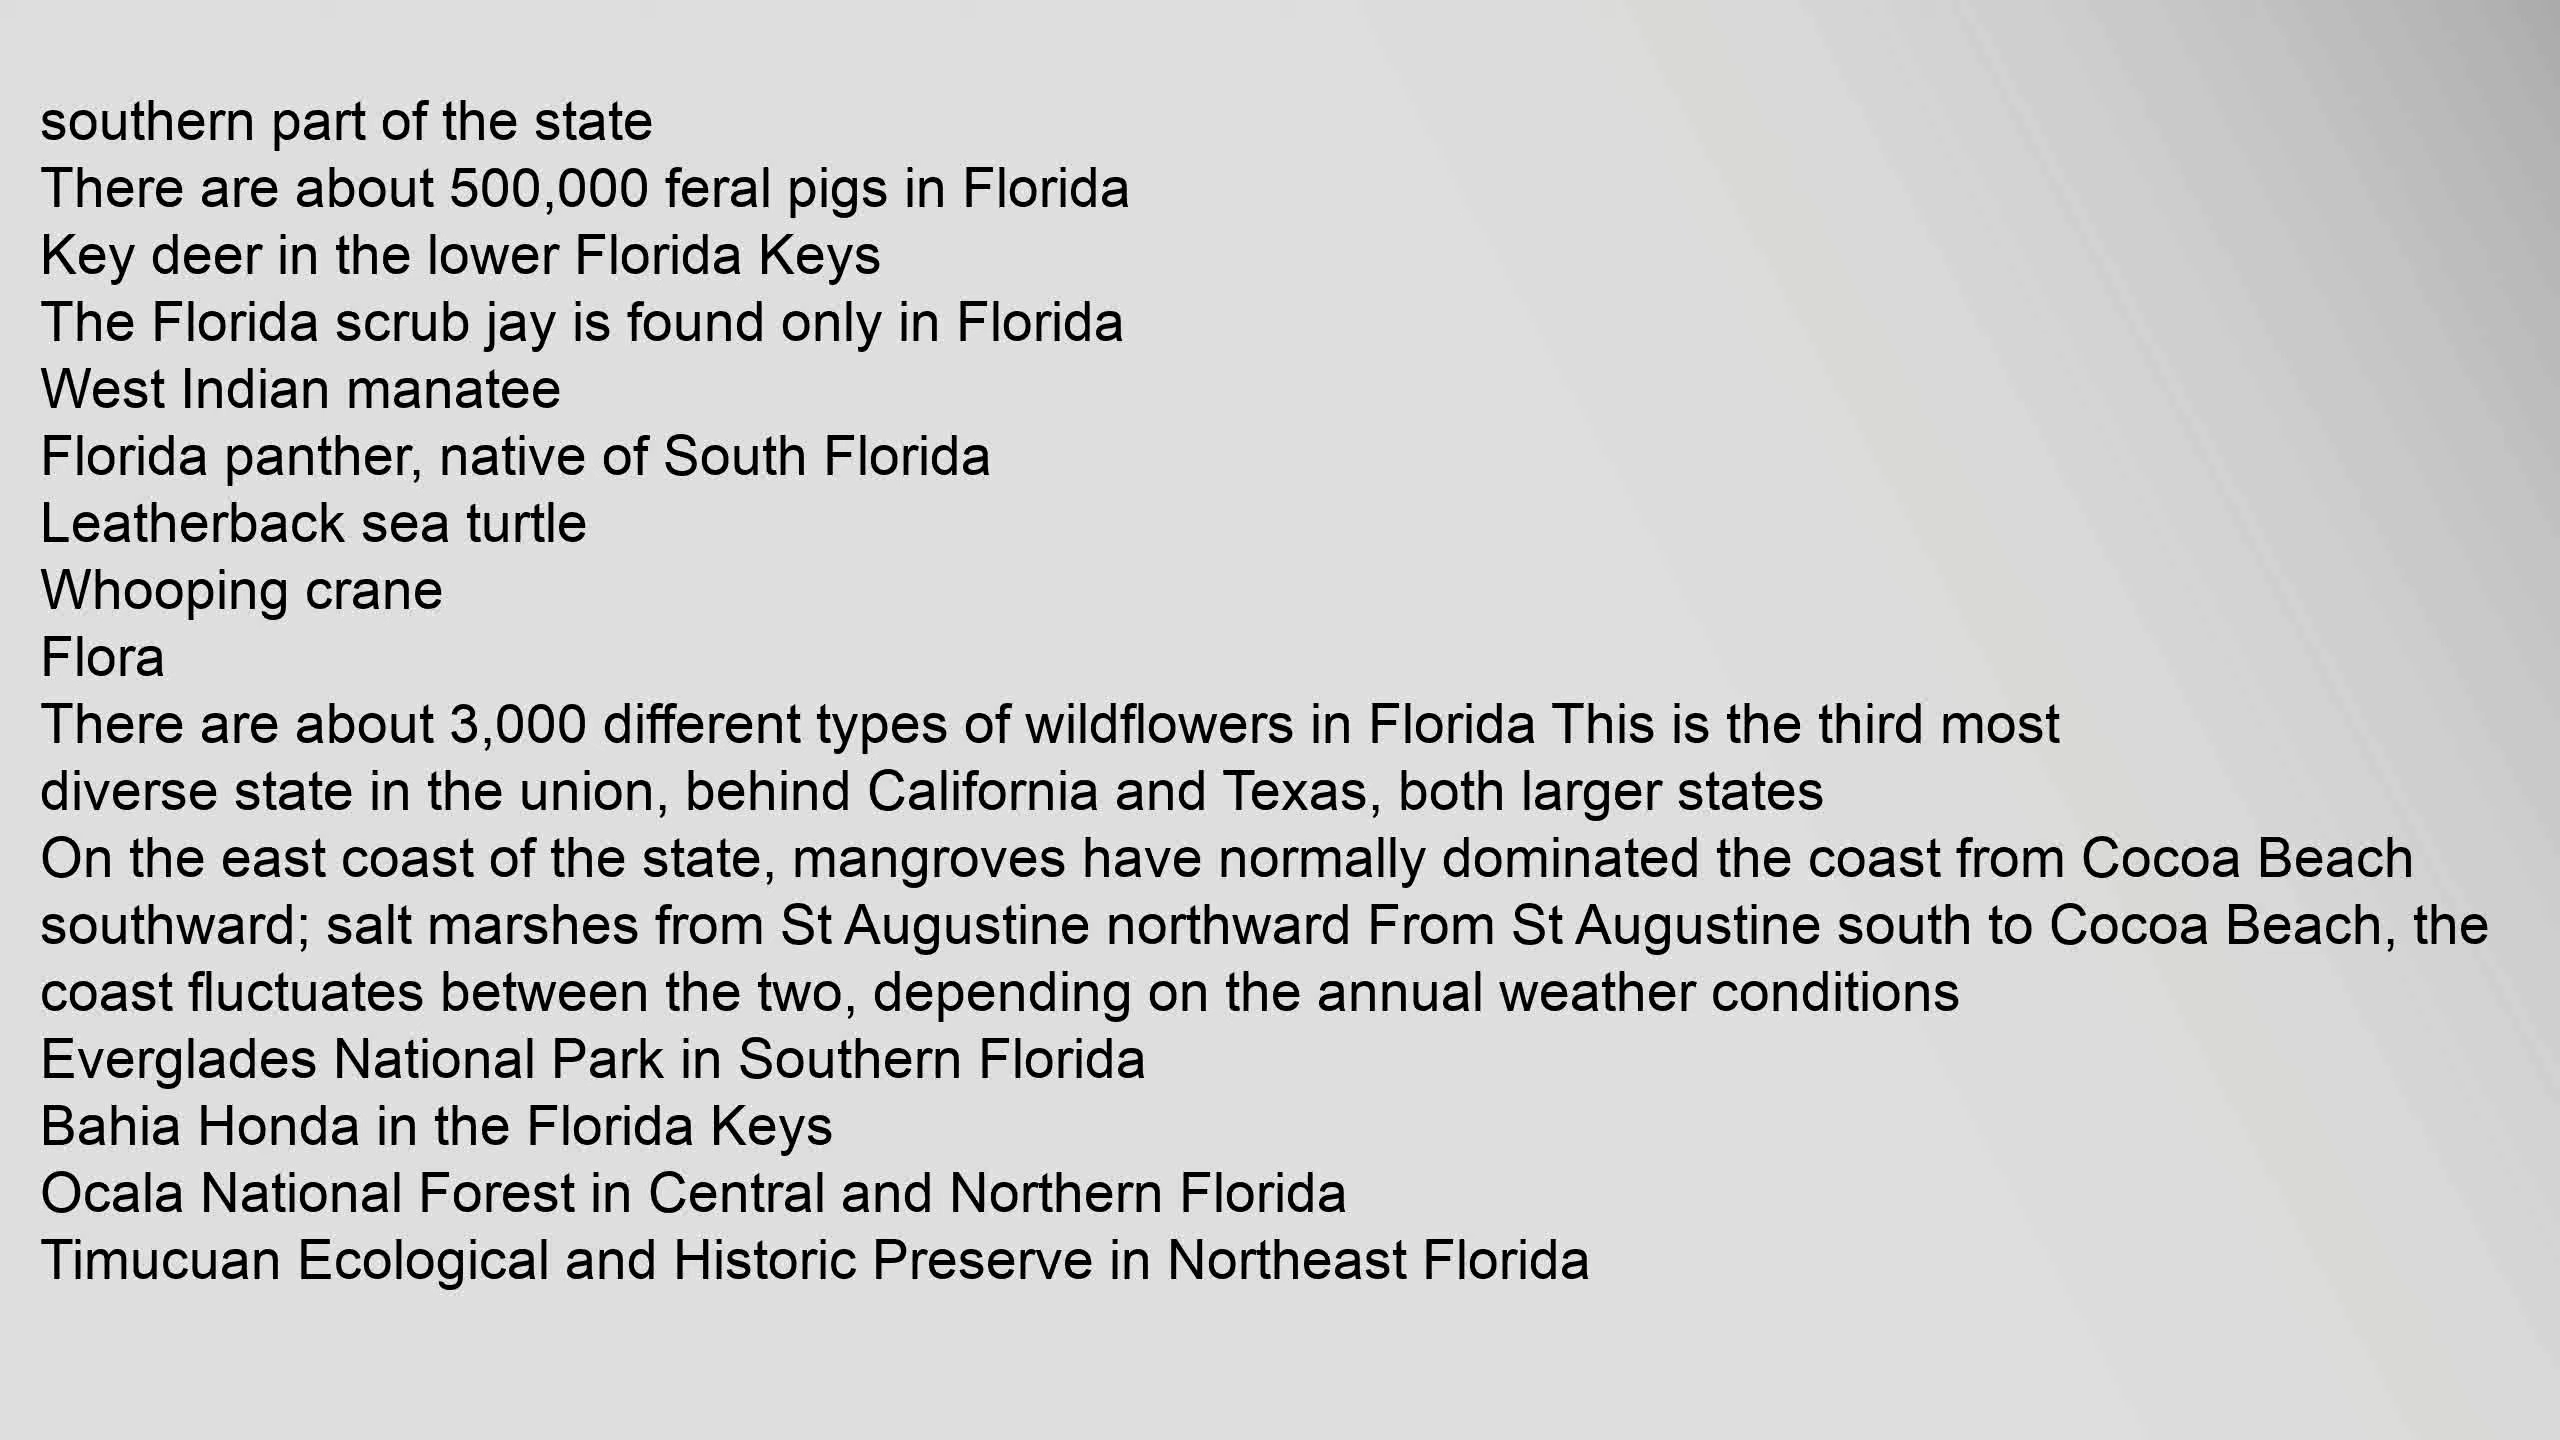 southern part of the state
There are about 500,000 feral pigs in Florida
Key deer in the lower Florida Keys
The Florida scrub jay is found only in Florida
West Indian manatee
Florida panther, native of South Florida
Leatherback sea turtle
Whooping crane
Flora
There are about 3,000 different types of wildflowers in Florida This is the third most
diverse state in the union, behind California and Texas, both larger states
On the east coast of the state, mangroves have normally dominated the coast from Cocoa Beach
southward; salt marshes from St Augustine northward From St Augustine south to Cocoa Beach, the
coast fluctuates between the two, depending on the annual weather conditions
Everglades National Park in Southern Florida
Bahia Honda in the Florida Keys
Ocala National Forest in Central and Northern Florida
Timucuan Ecological and Historic Preserve in Northeast Florida